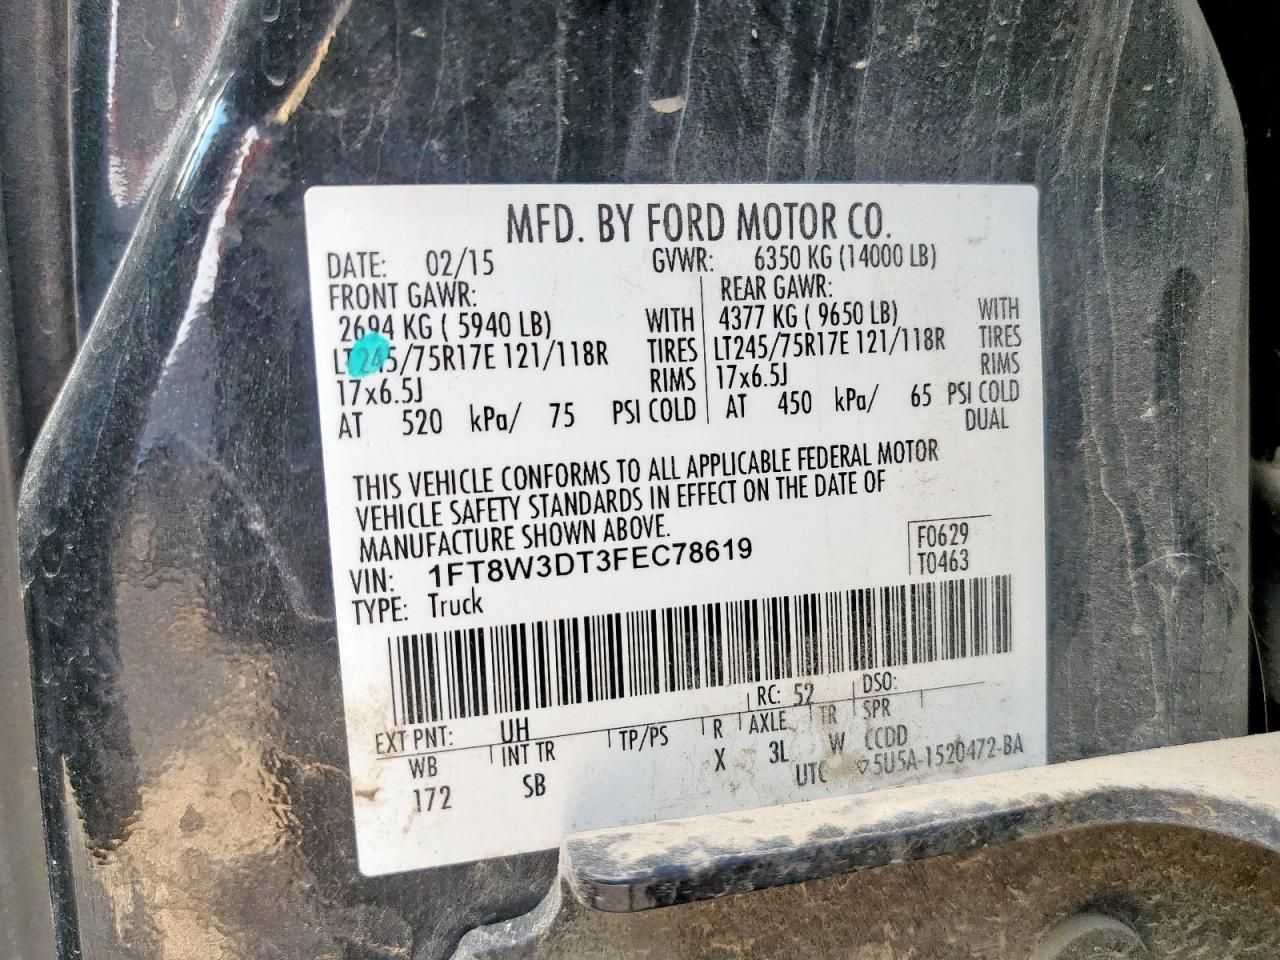 MFD. BY FORD MOTOR CO.
DATE: 02/15 GVWR: 6350 KG (14000 LB)
FRONT GAWR: REAR GAWR:
2694 KG ( 5940 LB) WITH 4377 KG ( 9650 LB) WITH
LT245/75R17E 121/118R TIRES LT245/75R17E 121/118R TIRES
17x6.5J RIMS 17x6.5J RIMS
AT 520 kPa/ 75 PSI COLD AT 450 kPa/ 65 PSI COLD
DUAL
THIS VEHICLE CONFORMS TO ALL APPLICABLE FEDERAL MOTOR
VEHICLE SAFETY STANDARDS IN EFFECT ON THE DATE OF
MANUFACTURE SHOWN ABOVE.
F0629
T0463
VIN: 1FT8W3DT3FEC78619
TYPE: Truck
EXT PNT: UH RC: 52 DSO:
WB INT TR TP/PS R AXLE TR SPR
172 SB X 3L W CCDD
UTC ▽5U5A-1520472-BA